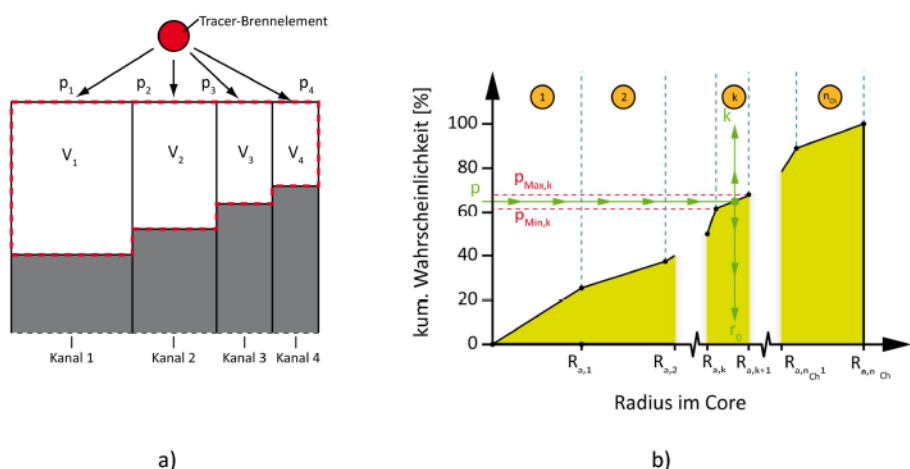 Tracer-Brennelement
p1 p2 p3 p4
V1 V2 V3 V4
Kanal 1 Kanal 2 Kanal 3 Kanal 4
a)
kum. Wahrscheinlichkeit [%]
1 2 k nCh
100
80
60
40
20
0
k
p
pMax,k
pMin,k
r0
Ra,1 Ra,2 Ra,k Ra,k+1 Ra,nCh-1 Ra,nCh
Radius im Core
b)